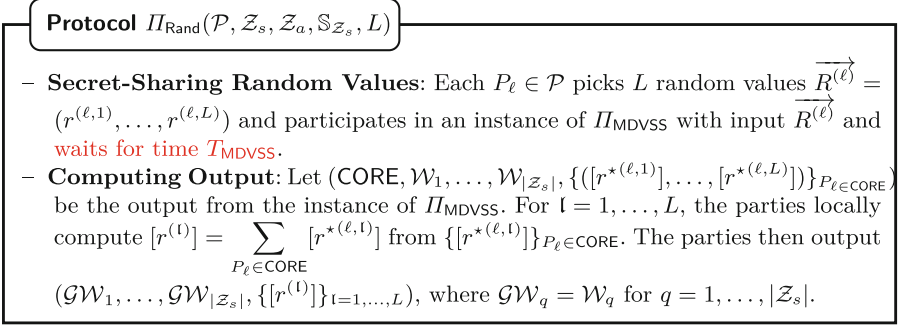 Protocol Π_Rand(𝒫, 𝒵_s, 𝒵_a, 𝕊_{𝒵_s}, L)
– Secret-Sharing Random Values: Each P_ℓ ∈ 𝒫 picks L random values \overrightarrow{R^{(ℓ)}} =
(r^{(ℓ,1)}, . . . , r^{(ℓ,L)}) and participates in an instance of Π_MDVSS with input \overrightarrow{R^{(ℓ)}} and
waits for time T_MDVSS.
– Computing Output: Let (CORE, 𝒲_1, . . . , 𝒲_{|𝒵_s|}, {([r^{⋆(ℓ,1)}], . . . , [r^{⋆(ℓ,L)}])}_{P_ℓ∈CORE})
be the output from the instance of Π_MDVSS. For 𝔩 = 1, . . . , L, the parties locally
compute [r^{(𝔩)}] = ∑_{P_ℓ∈CORE} [r^{⋆(ℓ,𝔩)}] from {[r^{⋆(ℓ,𝔩)}]}_{P_ℓ∈CORE}. The parties then output
(𝒢𝒲_1, . . . , 𝒢𝒲_{|𝒵_s|}, {[r^{(𝔩)}]}_{𝔩=1,...,L}), where 𝒢𝒲_q = 𝒲_q for q = 1, . . . , |𝒵_s|.